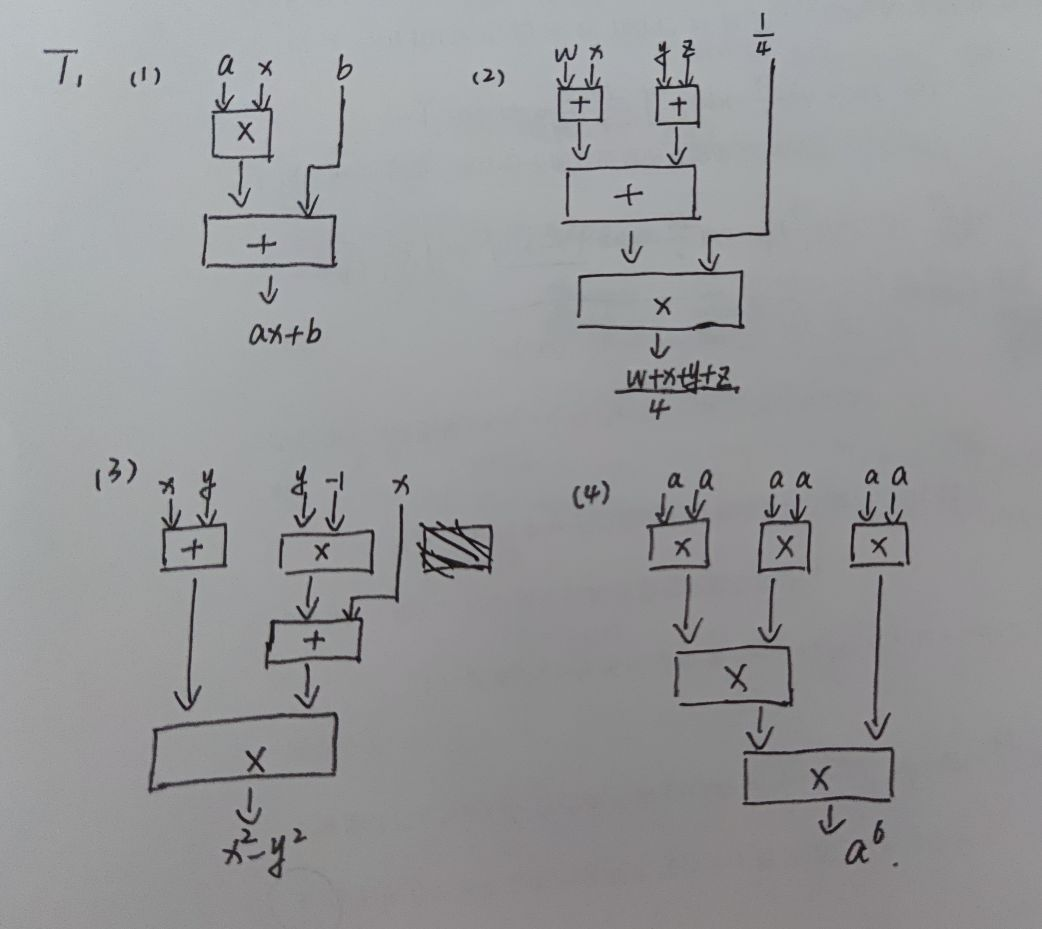 T₁ (1) a x b
×
+
ax+b
(2) w x y z 1/4
+ +
+
×
w+x+y+z
4
(3) x y y -1 x
+ ×
+
×
x²-y²
(4) a a a a a a
× × ×
×
×
a⁶.